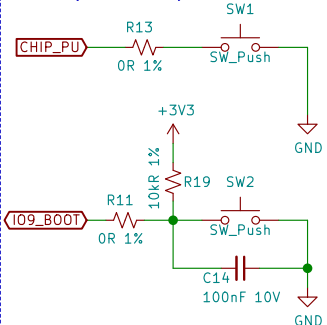 SW1
R13
CHIP_PU
SW_Push
0R 1%
+3V3
GND
10kR 1%
R19
SW2
R11
IO9_BOOT
SW_Push
0R 1%
C14
100nF 10V
GND